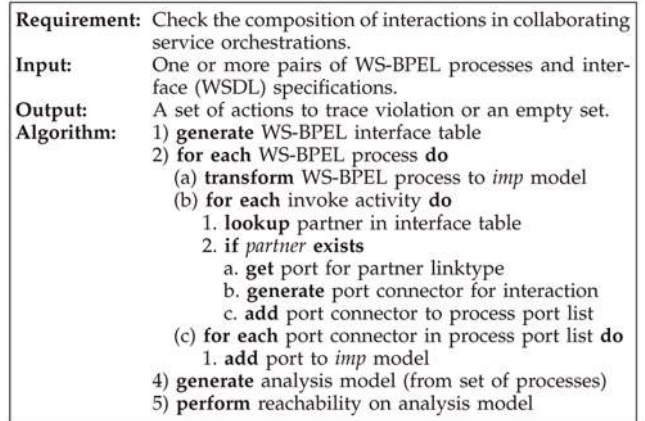 Requirement: Check the composition of interactions in collaborating
service orchestrations.
Input: One or more pairs of WS-BPEL processes and inter-
face (WSDL) specifications.
Output: A set of actions to trace violation or an empty set.
Algorithm: 1) generate WS-BPEL interface table
2) for each WS-BPEL process do
(a) transform WS-BPEL process to imp model
(b) for each invoke activity do
1. lookup partner in interface table
2. if partner exists
a. get port for partner linktype
b. generate port connector for interaction
c. add port connector to process port list
(c) for each port connector in process port list do
1. add port to imp model
4) generate analysis model (from set of processes)
5) perform reachability on analysis model